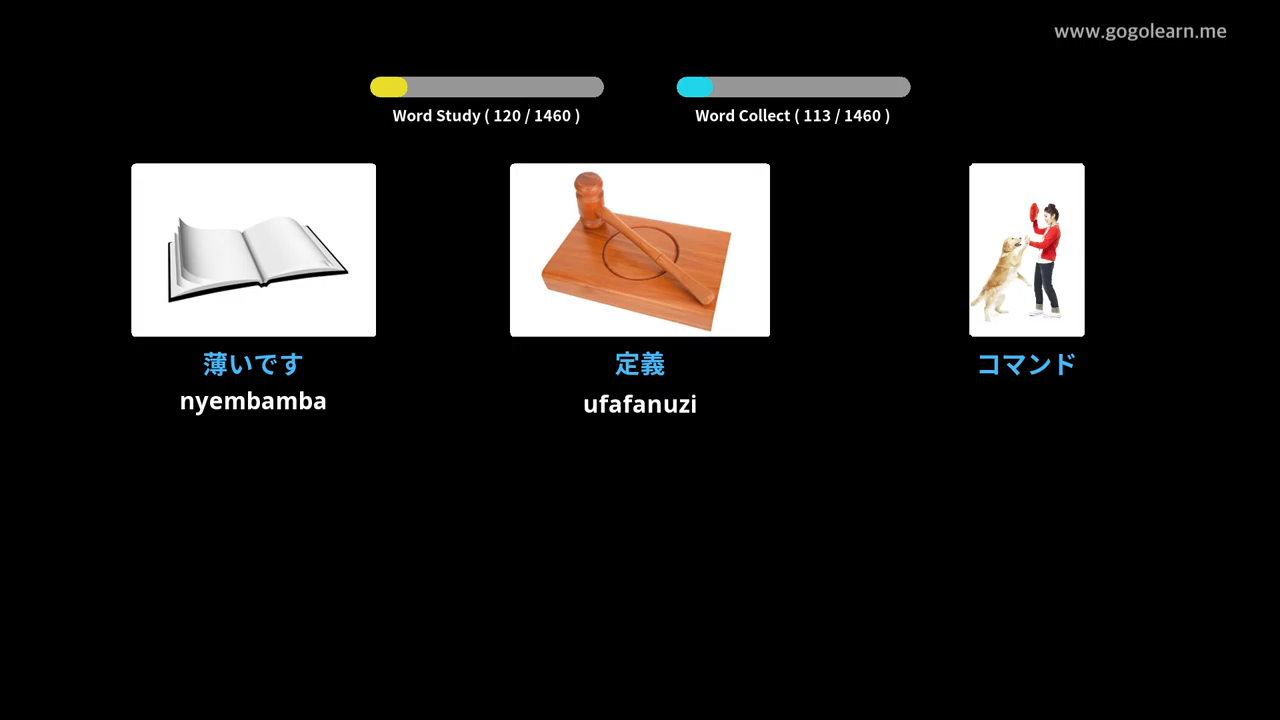 www.gogolearn.me
Word Study ( 120 / 1460 )
Word Collect ( 113 / 1460 )
薄いです
定義
コマンド
nyembamba
ufafanuzi